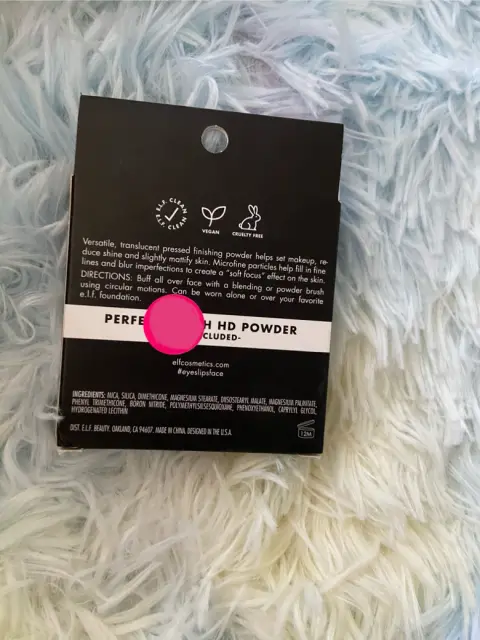 E.L.F. CLEAN
E.L.F. CLEAN
VEGAN
CRUELTY FREE
Versatile, translucent pressed finishing powder helps set makeup, re-
duce shine and slightly mattify skin. Microfine particles help fill in fine
lines and blur imperfections to create a "soft focus" effect on the skin.
DIRECTIONS: Buff all over face with a blending or powder brush
using circular motions. Can be worn alone or over your favorite
e.l.f. foundation.
HD POWDER
elfcosmetics.com
#eyeslipsface
INGREDIENTS: MICA, SILICA, DIMETHICONE, MAGNESIUM STEARATE, DIISOSTEARYL MALATE, MAGNESIUM PALMITATE,
PHENYL TRIMETHICONE, BORON NITRIDE, POLYMETHYLSILSESQUIOXANE, PHENOXYETHANOL, CAPRYLYL GLYCOL,
HYDROGENATED LECITHIN
DIST. E.L.F. BEAUTY. OAKLAND, CA 94607. MADE IN CHINA. DESIGNED IN THE U.S.A.
12M